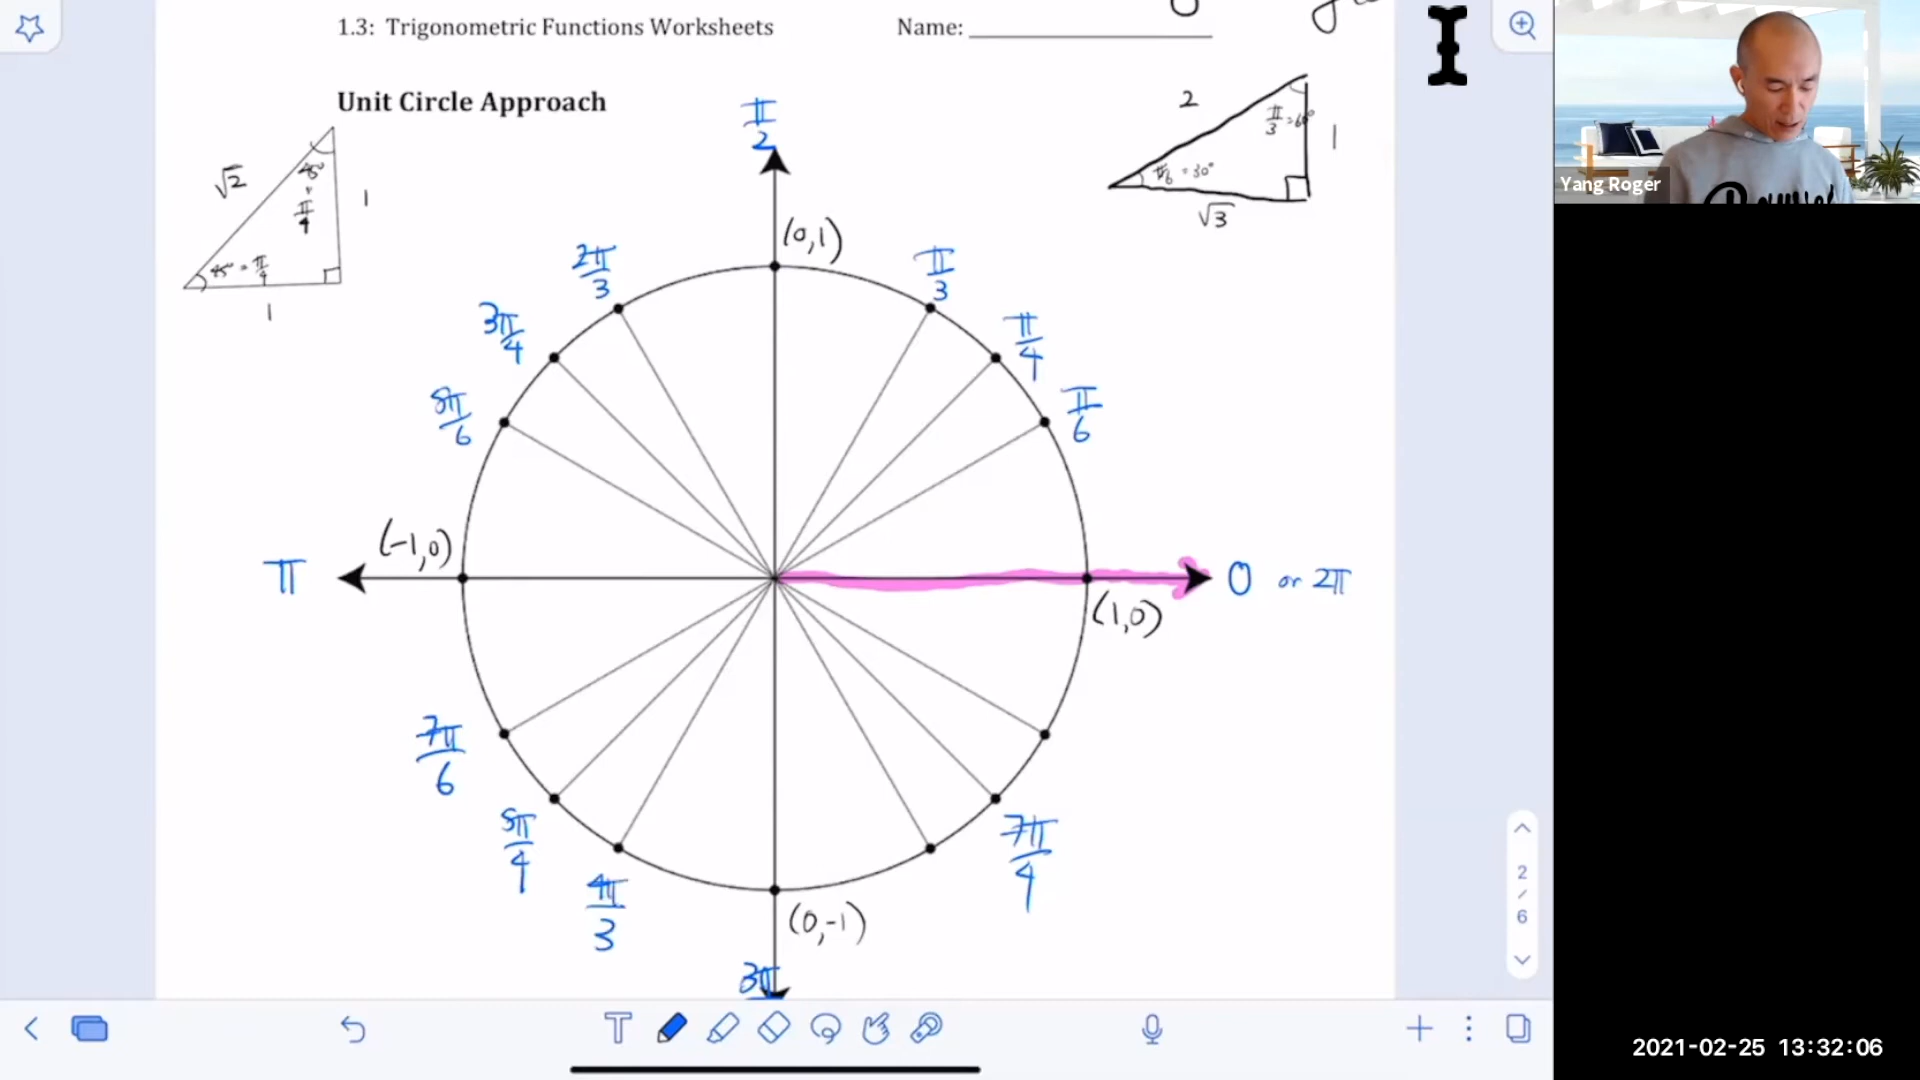 1.3: Trigonometric Functions Worksheets
Name:
Unit Circle Approach
√2
45° = π/4
45° = π/4
1
1
2
π/3 = 60°
π/6 = 30°
1
√3
π/2
(0,1)
2π/3
π/3
3π/4
π/4
5π/6
π/6
(-1,0)
π
0 or 2π
(1,0)
7π/6
5π/4
7π/4
4π/3
(0,-1)
3π
Yang Roger
2
/
6
T
2021-02-25 13:32:06